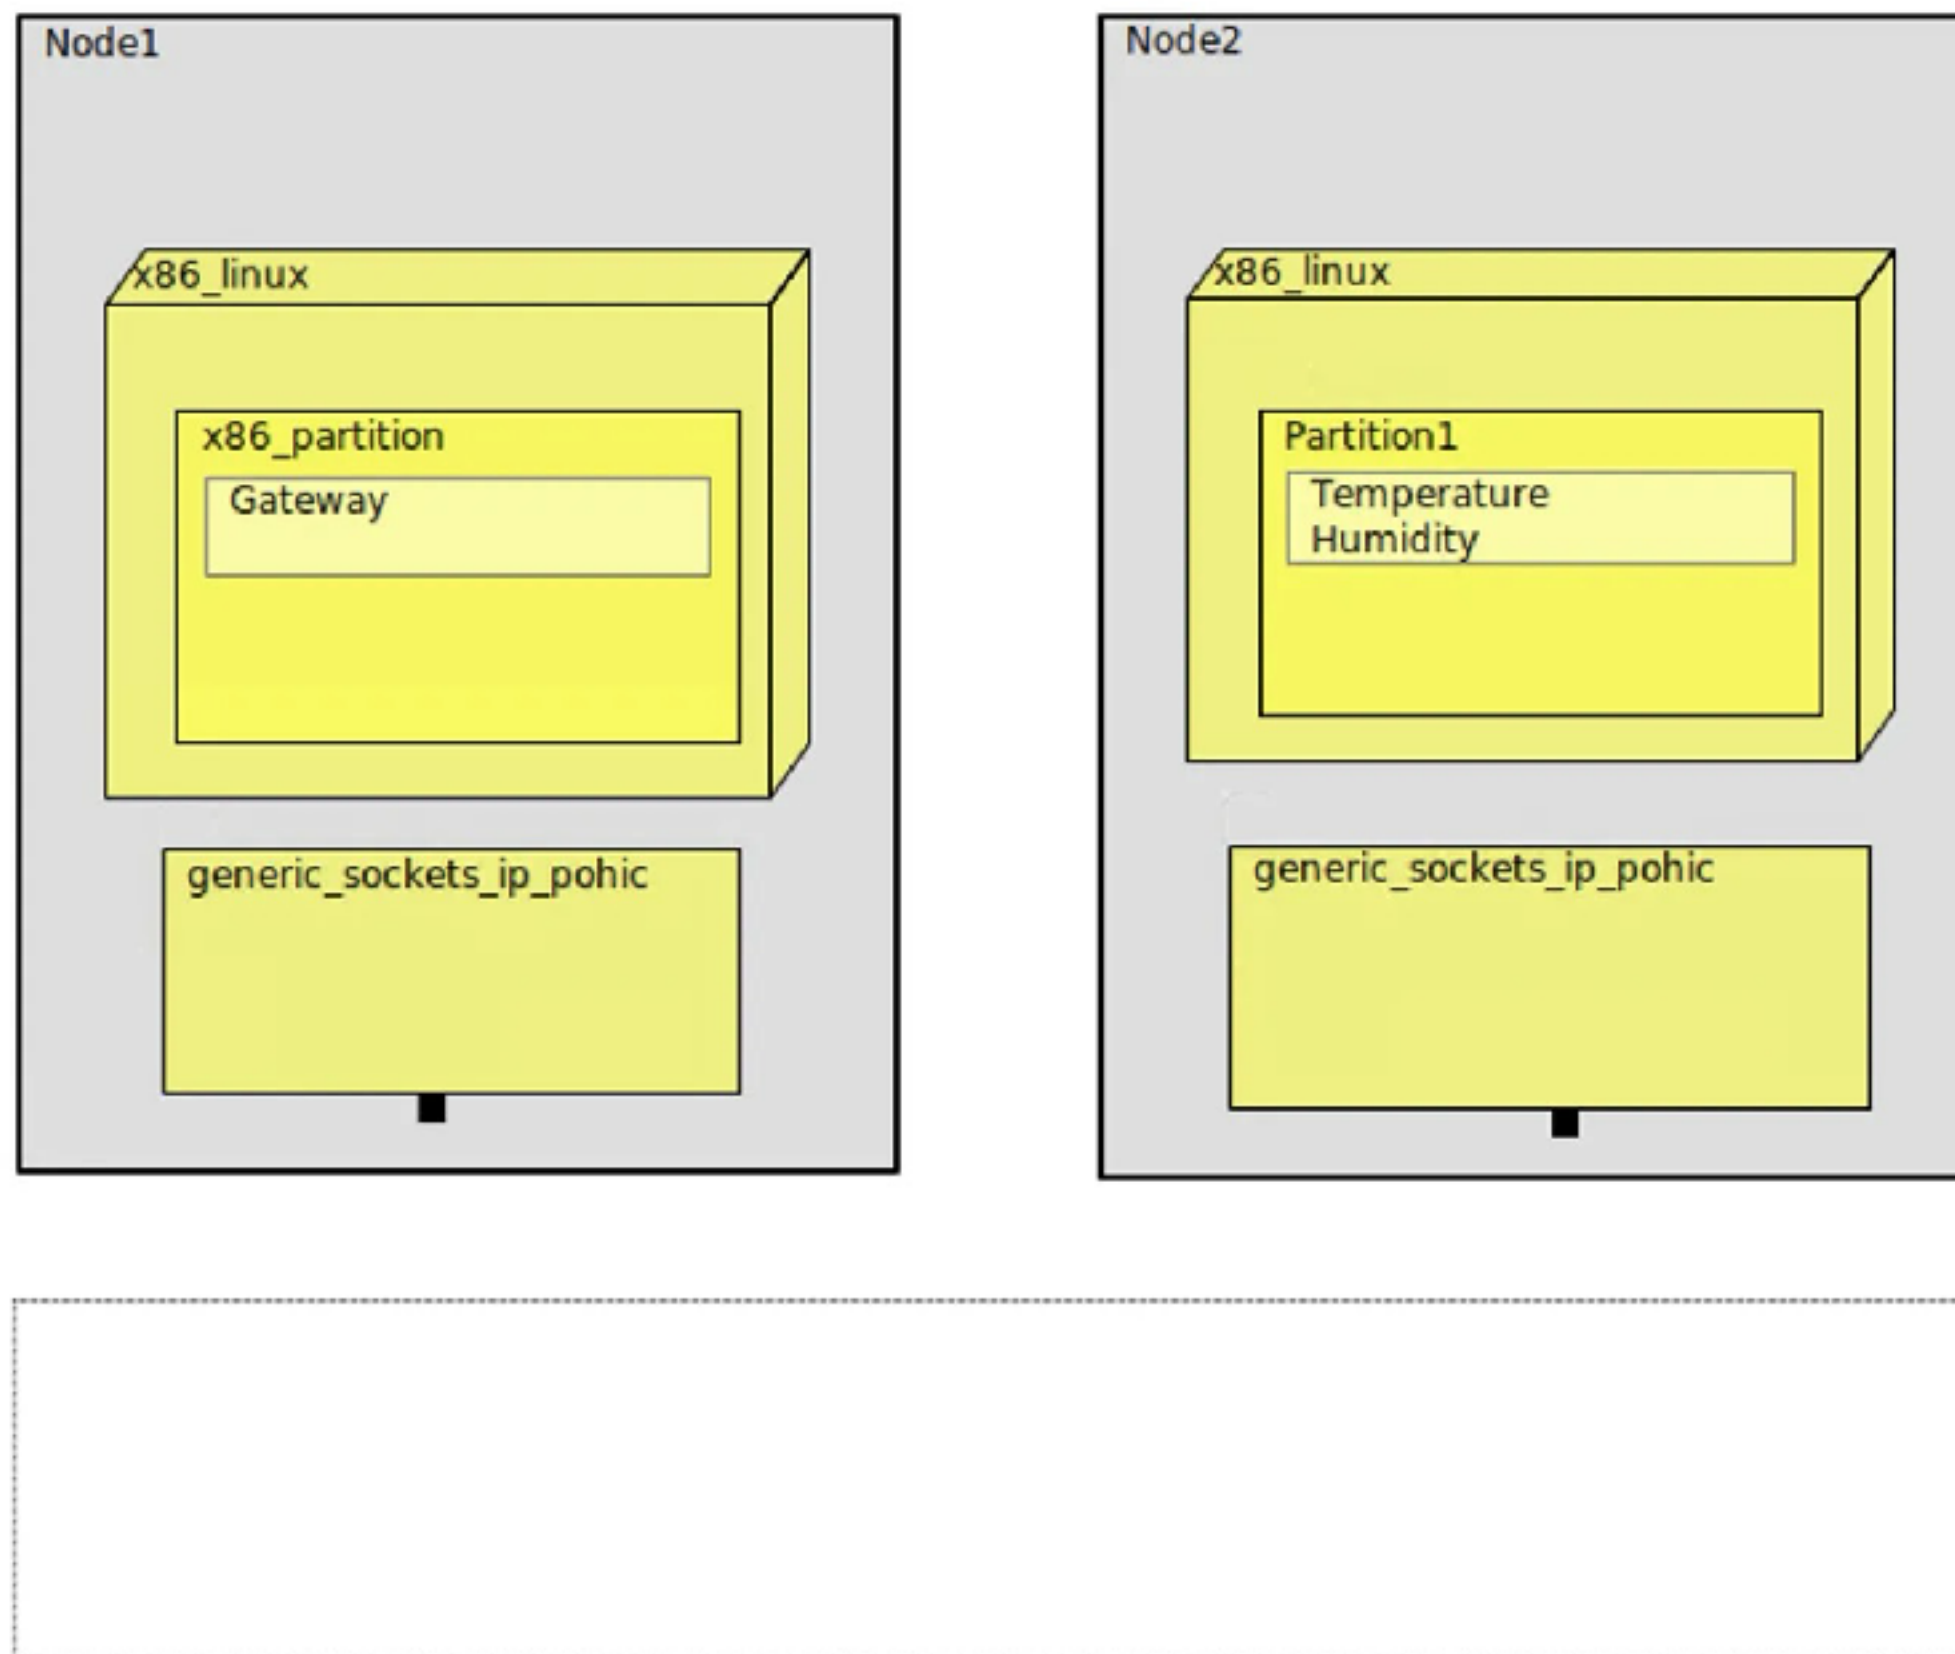 Node1
x86_linux
x86_partition
Gateway
generic_sockets_ip_pohic
Node2
x86_linux
Partition1
Temperature
Humidity
generic_sockets_ip_pohic